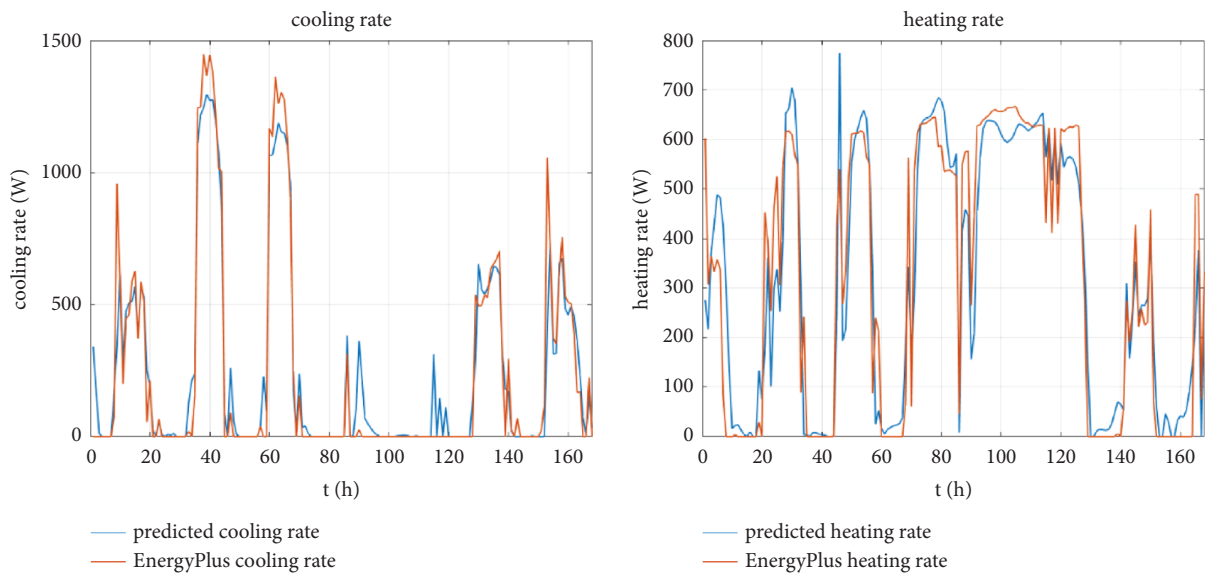 cooling rate
1500
1000
500
0
cooling rate (W)
0 20 40 60 80 100 120 140 160
t (h)
predicted cooling rate
EnergyPlus cooling rate
heating rate
800
700
600
500
400
300
200
100
0
heating rate (W)
0 20 40 60 80 100 120 140 160
t (h)
predicted heating rate
EnergyPlus heating rate